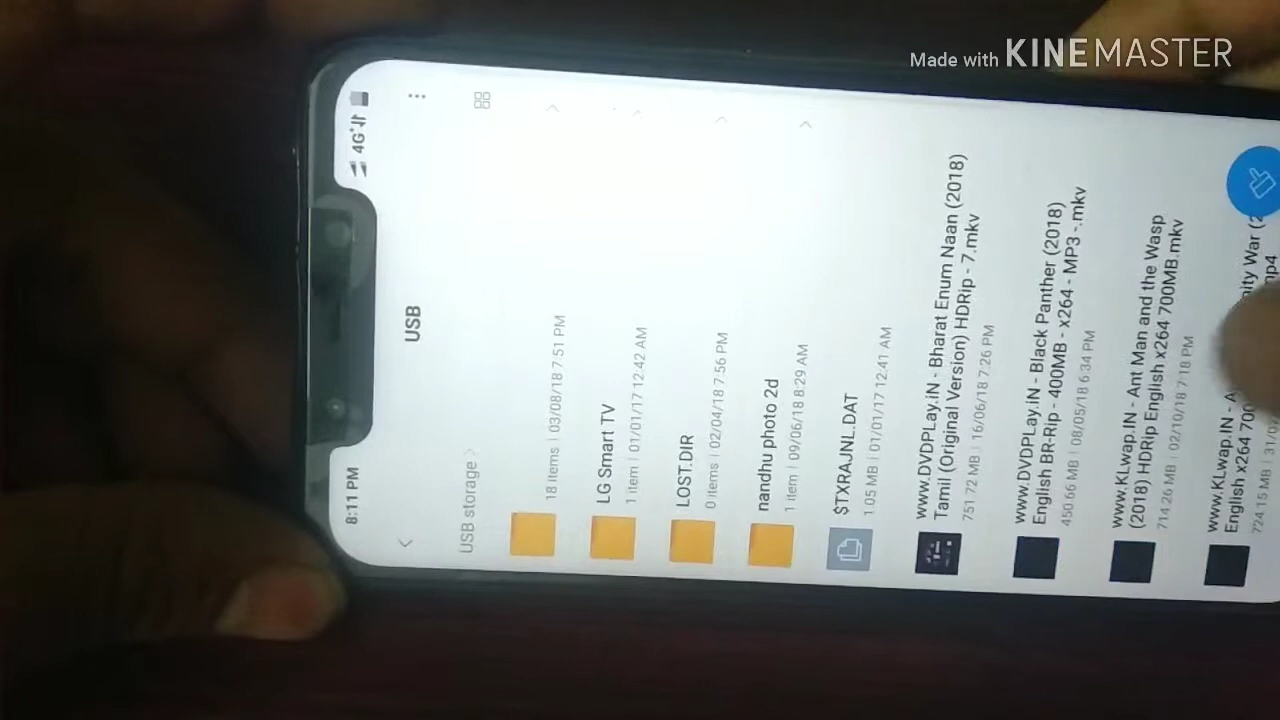 Made with KINEMASTER
8:11 PM
4G
USB
USB storage
18 items | 03/08/18 7:51 PM
LG Smart TV
1 item | 01/01/17 12:42 AM
LOST.DIR
0 items | 02/04/18 7:56 PM
nandhu photo 2d
1 item | 09/06/18 8:29 AM
$TXRAJNL.DAT
1.05 MB | 01/01/17 12:41 AM
www.DVDPLay.iN - Bharat Enum Naan (2018)
Tamil (Original Version) HDRip - 7.mkv
751.72 MB | 16/06/18 7:26 PM
www.DVDPLay.iN - Black Panther (2018)
English BR-Rip - 400MB - x264 - MP3 -.mkv
450.66 MB | 08/05/18 6:34 PM
www.KLwap.IN - Ant Man and the Wasp
(2018) HDRip English x264 700MB.mkv
714.26 MB | 02/10/18 7:18 PM
www.KLwap.IN - A
English x264 700
724.15 MB | 31/0